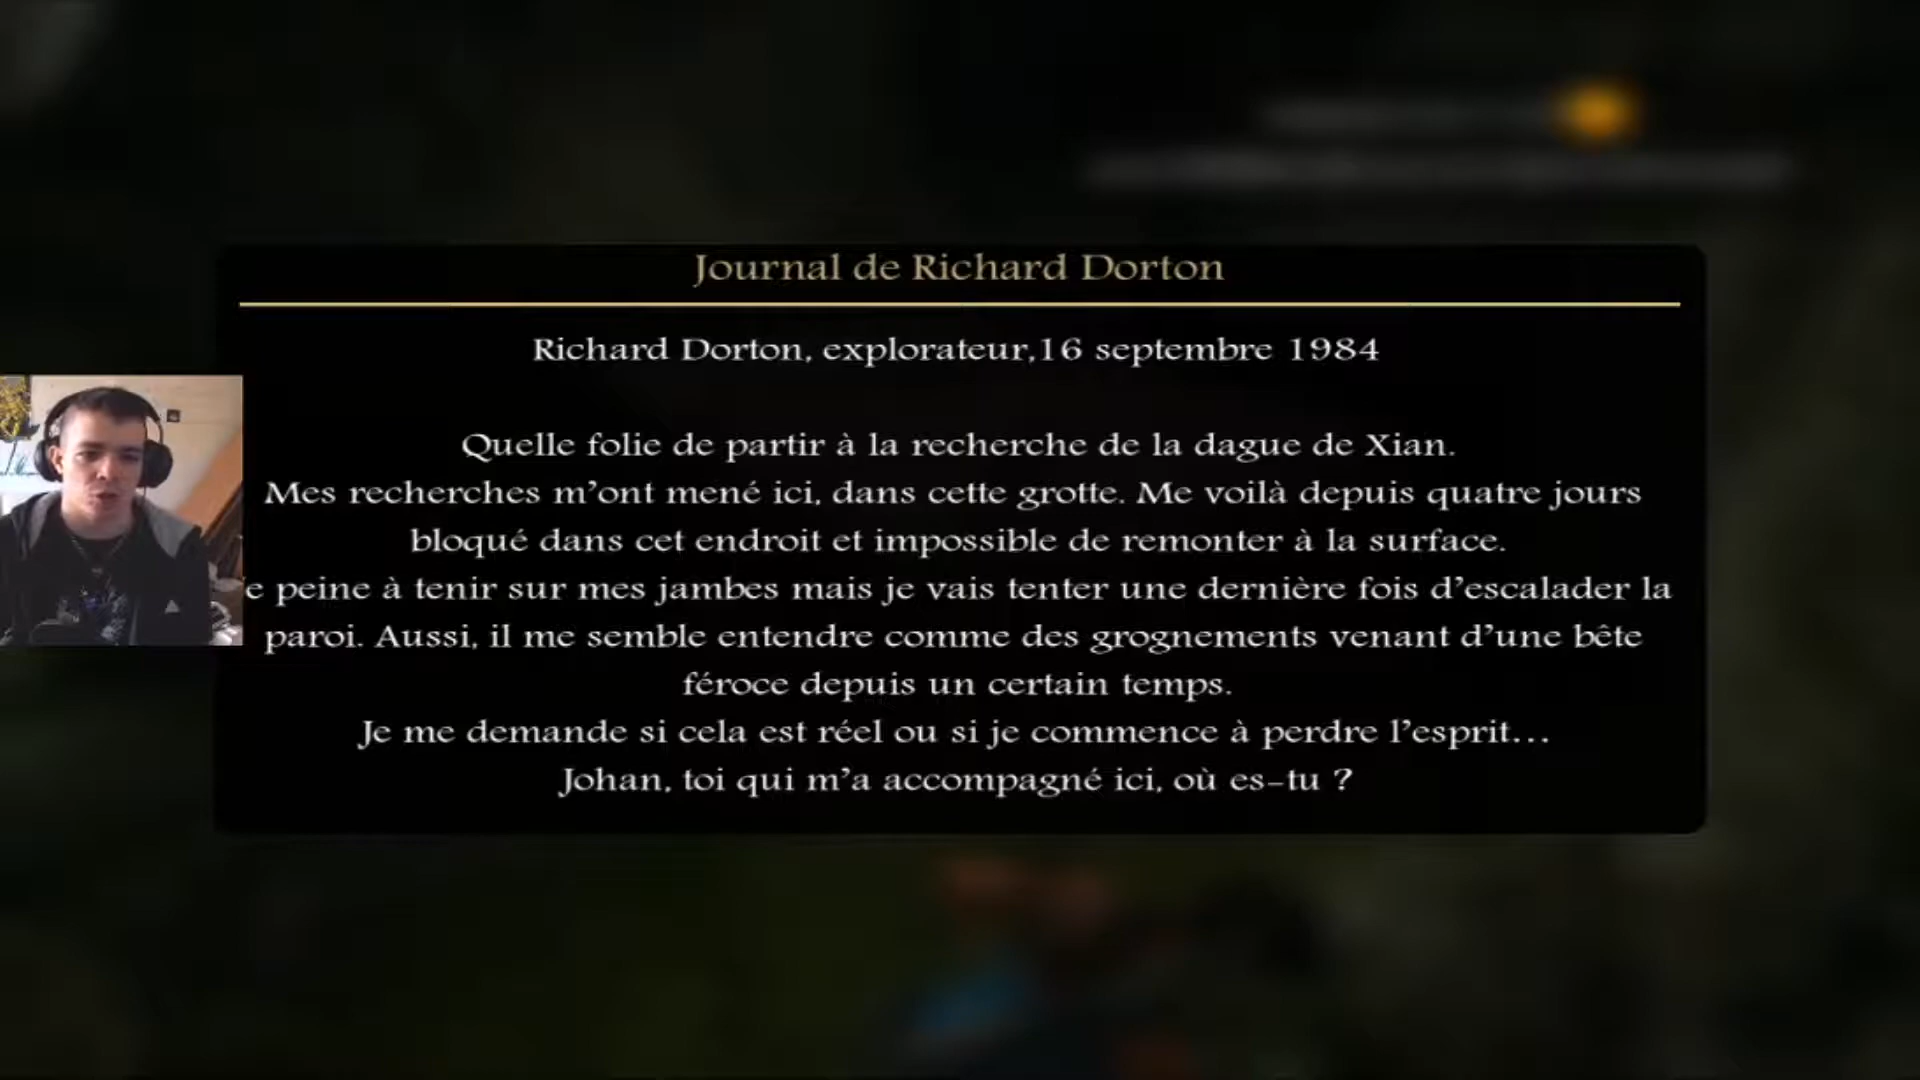 Journal de Richard Dorton
Richard Dorton, explorateur,16 septembre 1984
Quelle folie de partir à la recherche de la dague de Xian.
Mes recherches m'ont mené ici, dans cette grotte. Me voilà depuis quatre jours
bloqué dans cet endroit et impossible de remonter à la surface.
e peine à tenir sur mes jambes mais je vais tenter une dernière fois d'escalader la
paroi. Aussi, il me semble entendre comme des grognements venant d'une bête
féroce depuis un certain temps.
Je me demande si cela est réel ou si je commence à perdre l'esprit...
Johan, toi qui m'a accompagné ici, où es-tu ?